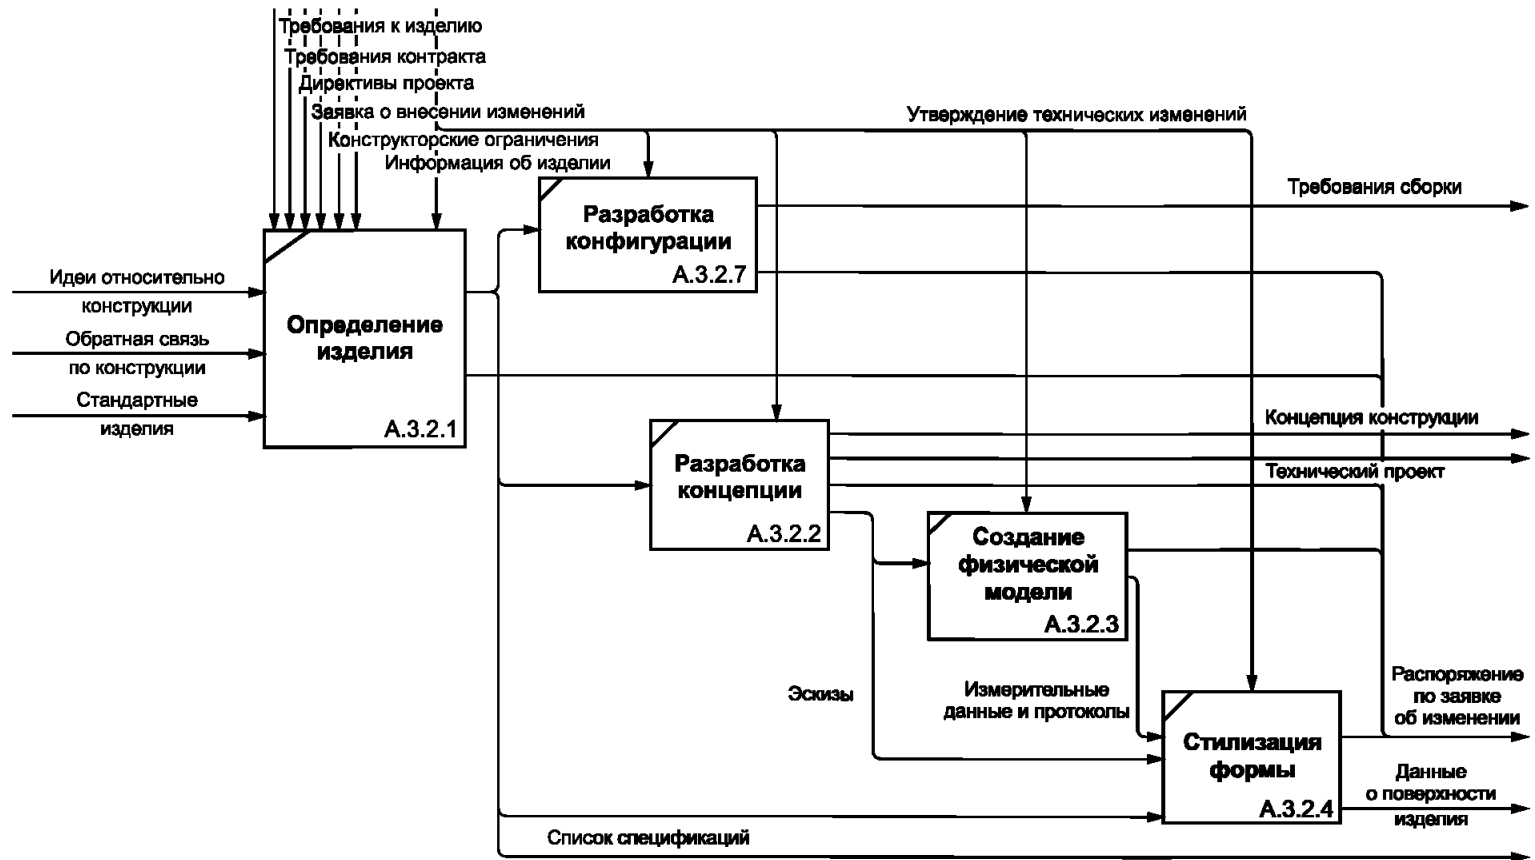 Требования к изделию
Требования контракта
Директивы проекта
Заявка о внесении изменений
Утверждение технических изменений
Конструкторские ограничения
Информация об изделии
Требования сборки
Разработка
конфигурации
А.3.2.7
Идеи относительно
конструкции
Обратная связь
по конструкции
Стандартные
изделия
Определение
изделия
А.3.2.1
Концепция конструкции
Технический проект
Разработка
концепции
А.3.2.2
Создание
физической
модели
А.3.2.3
Эскизы
Измерительные
данные и протоколы
Распоряжение
по заявке
об изменении
Стилизация
формы
А.3.2.4
Данные
о поверхности
изделия
Список спецификаций